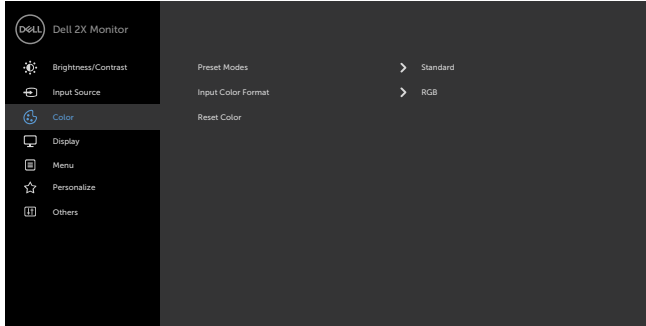 DELL Dell 2X Monitor
Brightness/Contrast Preset Modes Standard
Input Source Input Color Format RGB
Color Reset Color
Display
Menu
Personalize
Others